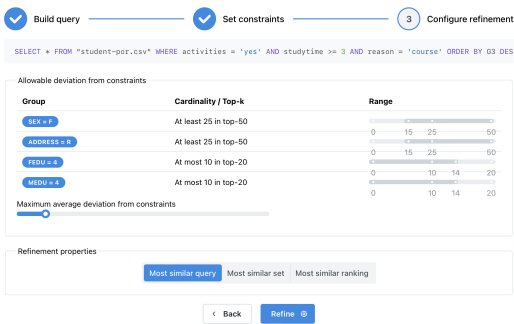 Build query
Set constraints
3 Configure refinement
SELECT * FROM "student-por.csv" WHERE activities = 'yes' AND studytime >= 3 AND reason = 'course' ORDER BY G3 DES
Allowable deviation from constraints
Group Cardinality / Top-k Range
SEX = F At least 25 in top-50
0 15 25 50
ADDRESS = R At least 25 in top-50
0 15 25 50
FEDU = 4 At most 10 in top-20
0 10 14 20
MEDU = 4 At most 10 in top-20
0 10 14 20
Maximum average deviation from constraints
Refinement properties
Most similar query Most similar set Most similar ranking
Back Refine